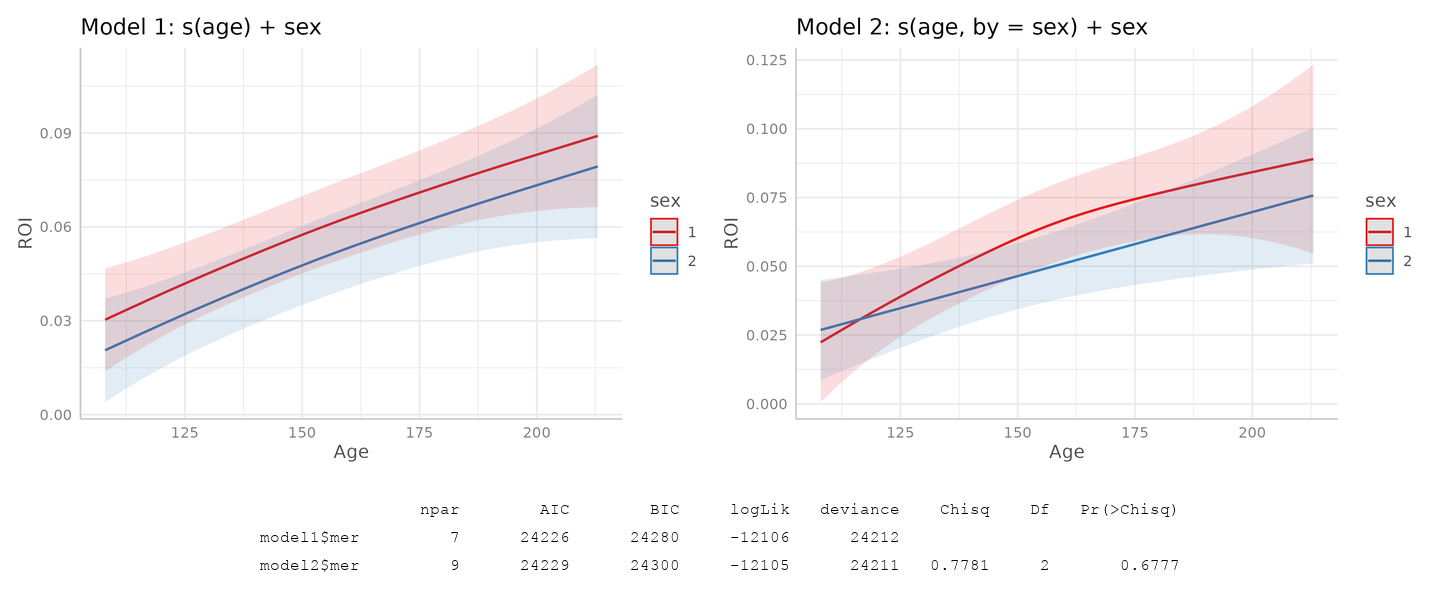 Model 1: s(age) + sex
0.09
0.06
0.03
0.00
ROI
125 150 175 200
Age
sex
1
2
Model 2: s(age, by = sex) + sex
0.125
0.100
0.075
0.050
0.025
0.000
ROI
125 150 175 200
Age
sex
1
2
npar AIC BIC logLik deviance Chisq Df Pr(>Chisq)
model1$mer 7 24226 24280 -12106 24212
model2$mer 9 24229 24300 -12105 24211 0.7781 2 0.6777